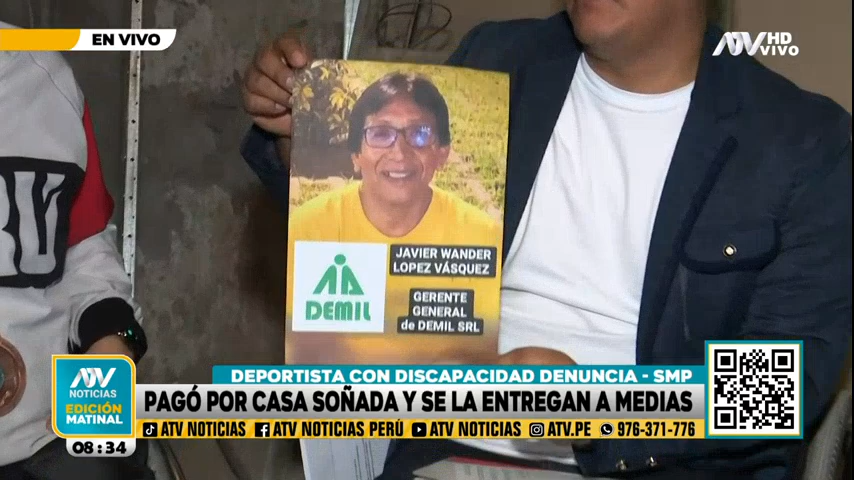 EN VIVO
ATV HD
VIVO
RÚ
JAVIER WANDER
LOPEZ VÁSQUEZ
DEMIL
GERENTE
GENERAL
de DEMIL SRL
DEPORTISTA CON DISCAPACIDAD DENUNCIA - SMP
ATV
NOTICIAS
EDICIÓN
MATINAL
08:34
PAGÓ POR CASA SOÑADA Y SE LA ENTREGAN A MEDIAS
ATV NOTICIAS ATV NOTICIAS PERÚ ATV NOTICIAS ATV.PE 976-371-776